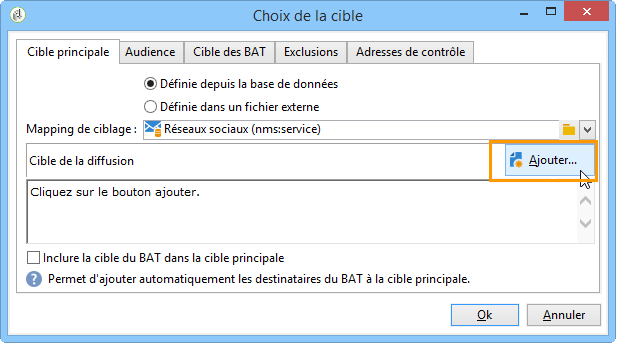 Choix de la cible
Cible principale Audience Cible des BAT Exclusions Adresses de contrôle
Définie depuis la base de données
Définie dans un fichier externe
Mapping de ciblage : Réseaux sociaux (nms:service)
Cible de la diffusion Ajouter...
Cliquez sur le bouton ajouter.
Inclure la cible du BAT dans la cible principale
? Permet d'ajouter automatiquement les destinataires du BAT à la cible principale.
Ok Annuler